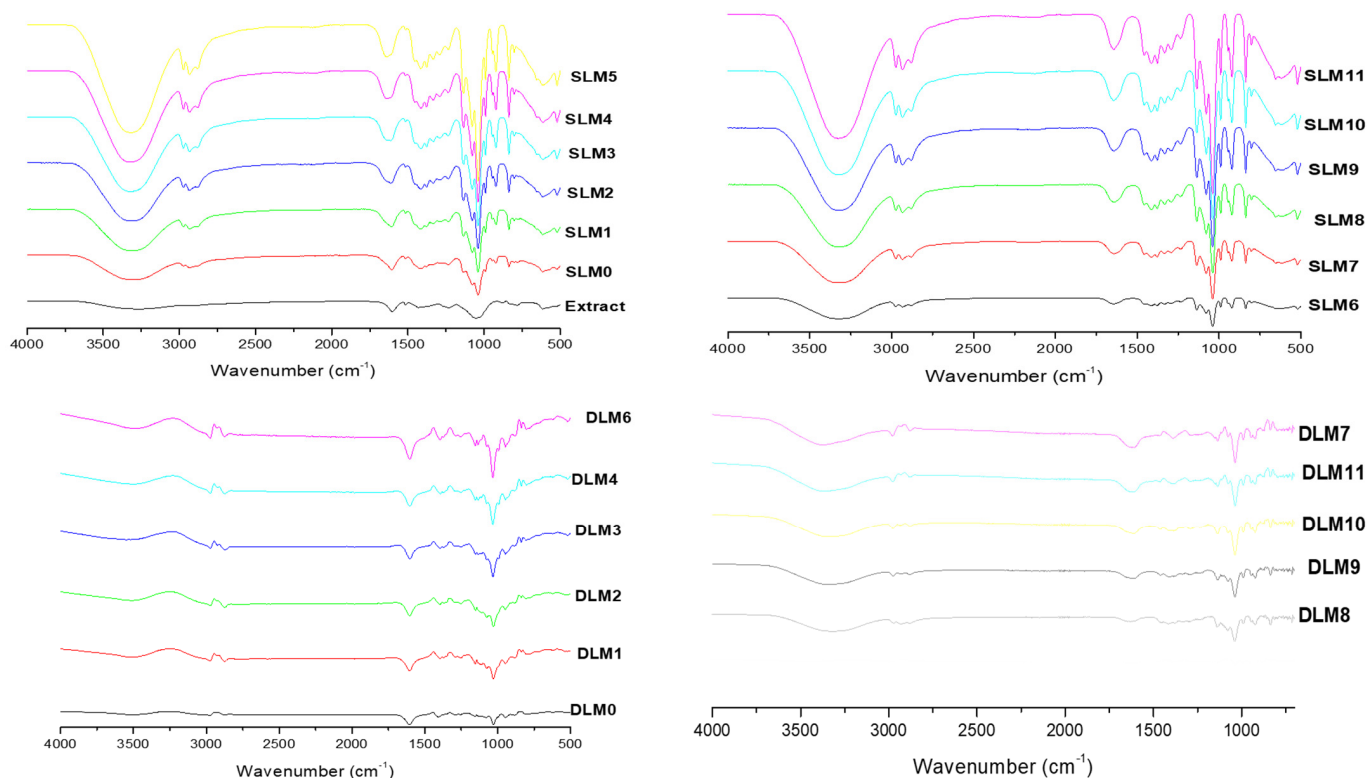 SLM5
SLM4
SLM3
SLM2
SLM1
SLM0
Extract
4000 3500 3000 2500 2000 1500 1000 500
Wavenumber (cm⁻¹)
SLM11
SLM10
SLM9
SLM8
SLM7
SLM6
4000 3500 3000 2500 2000 1500 1000 500
Wavenumber (cm⁻¹)
DLM6
DLM4
DLM3
DLM2
DLM1
DLM0
4000 3500 3000 2500 2000 1500 1000 500
Wavenumber (cm⁻¹)
DLM7
DLM11
DLM10
DLM9
DLM8
4000 3500 3000 2500 2000 1500 1000
Wavenumber (cm⁻¹)